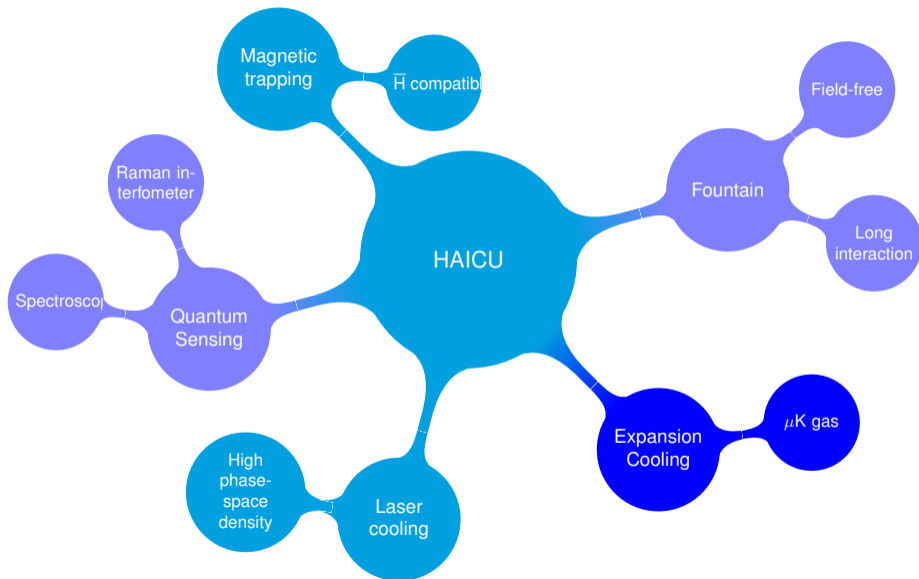 Magnetic
trapping
H̅ compatibl
Field-free
Raman in-
terfometer
Fountain
Long
interaction
HAICU
Spectrosco
Quantum
Sensing
μK gas
Expansion
Cooling
High
phase-
space
density
Laser
cooling